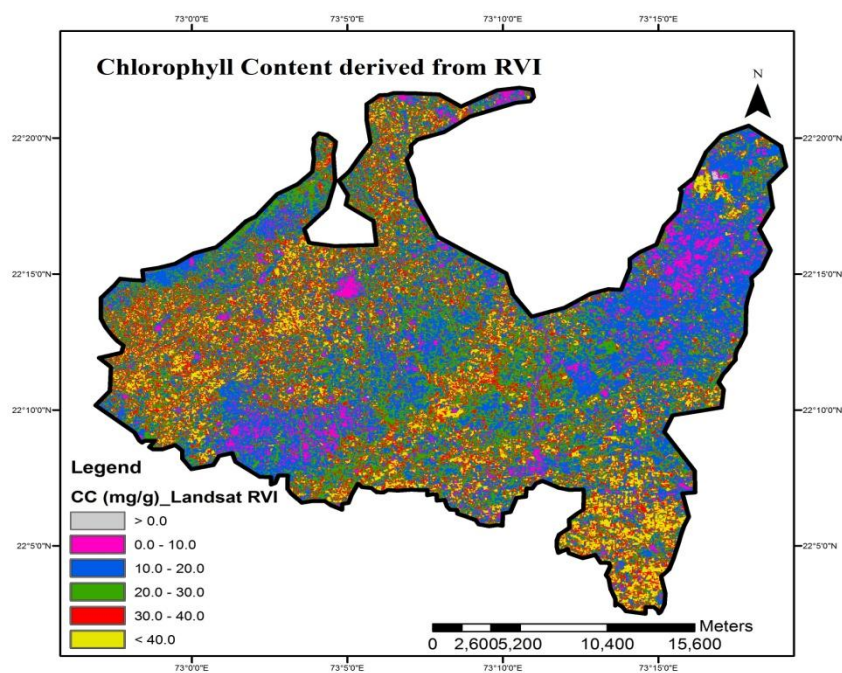 73°0'0"E 73°5'0"E 73°10'0"E 73°15'0"E
Chlorophyll Content derived from RVI
N
22°20'0"N 22°20'0"N
22°15'0"N 22°15'0"N
22°10'0"N 22°10'0"N
22°5'0"N 22°5'0"N
Legend
CC (mg/g)_Landsat RVI
> 0.0
0.0 - 10.0
10.0 - 20.0
20.0 - 30.0
30.0 - 40.0
< 40.0
Meters
0 2,6005,200 10,400 15,600
73°0'0"E 73°5'0"E 73°10'0"E 73°15'0"E